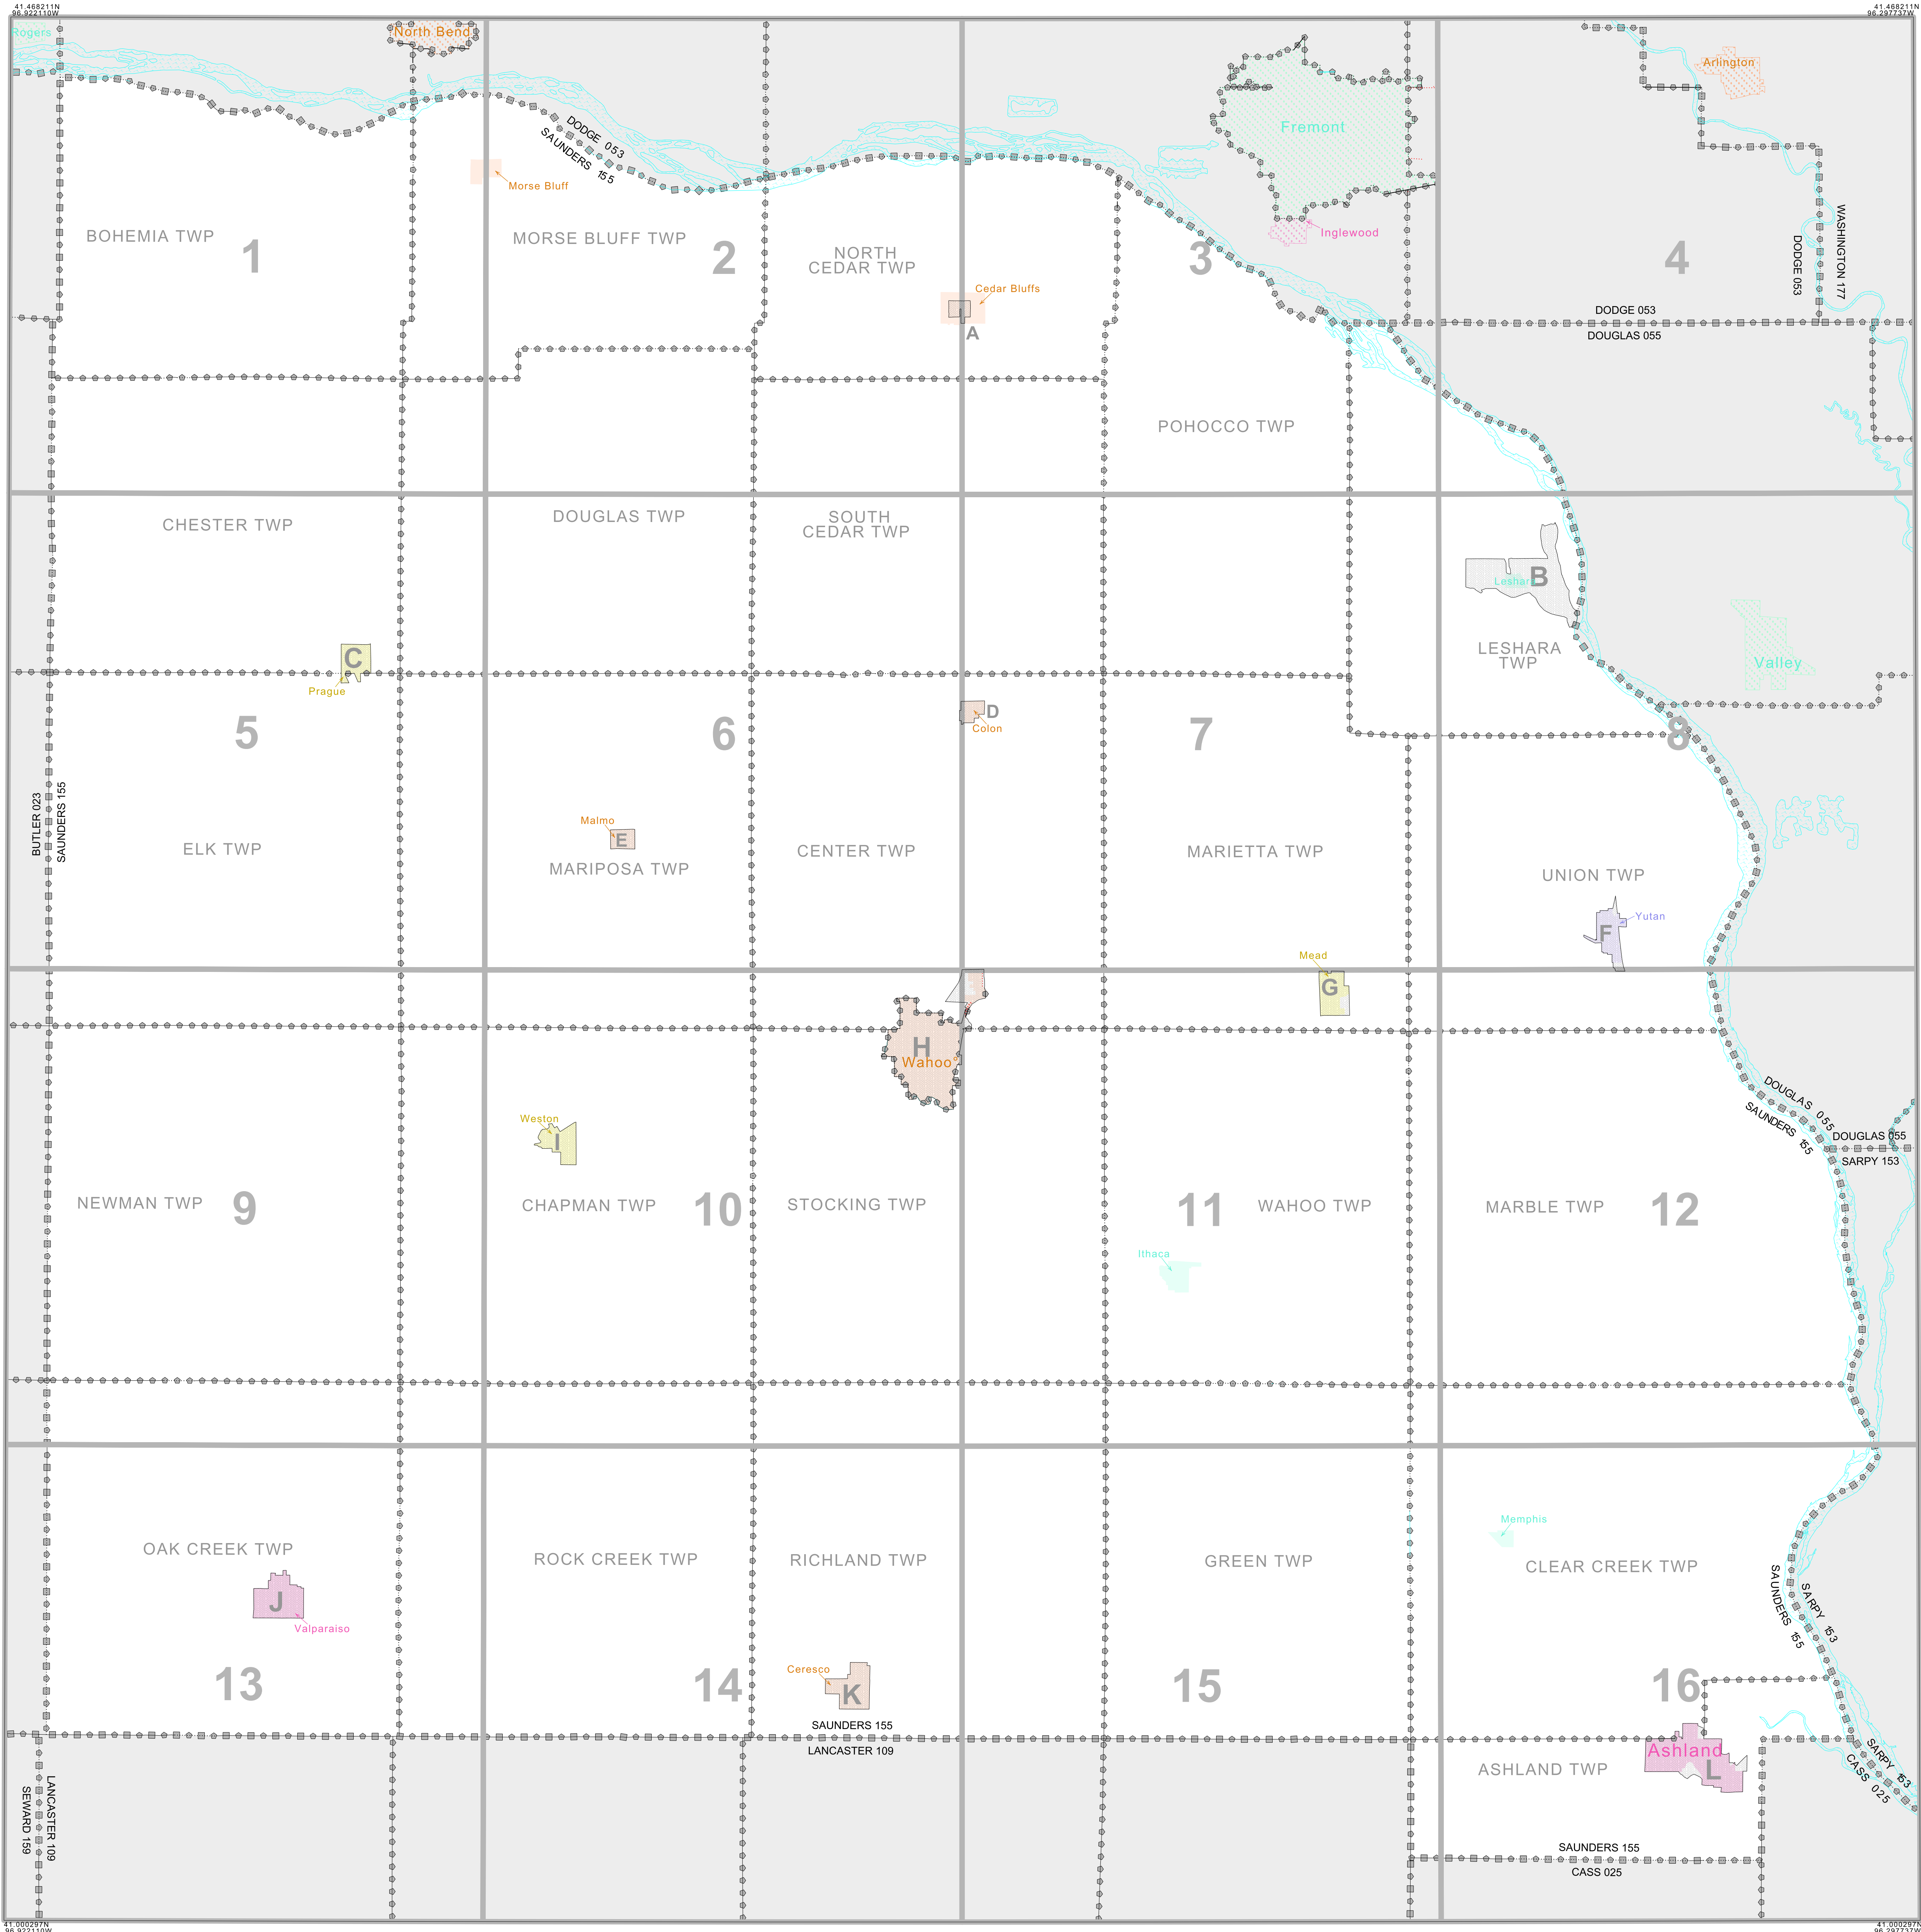 41.468211N
96.922110W
41.468211N
96.297737W
Rogers
North Bend
Arlington
Fremont
DODGE 053
SAUNDERS 155
Morse Bluff
Inglewood
BOHEMIA TWP
1
MORSE BLUFF TWP
2
NORTH
CEDAR TWP
3
4
DODGE 053
WASHINGTON 177
Cedar Bluffs
A
DODGE 053
DOUGLAS 055
POHOCCO TWP
CHESTER TWP
DOUGLAS TWP
SOUTH
CEDAR TWP
Leshara
B
LESHARA
TWP
Valley
C
Prague
D
Colon
5
6
7
8
BUTLER 023
SAUNDERS 155
Malmo
E
ELK TWP
MARIPOSA TWP
CENTER TWP
MARIETTA TWP
UNION TWP
Yutan
F
Mead
G
H
Wahoo
Weston
I
DOUGLAS 055
SAUNDERS 155
DOUGLAS 055
SARPY 153
NEWMAN TWP
9
CHAPMAN TWP
10
STOCKING TWP
11
WAHOO TWP
MARBLE TWP
12
Ithaca
Memphis
OAK CREEK TWP
ROCK CREEK TWP
RICHLAND TWP
GREEN TWP
CLEAR CREEK TWP
SAUNDERS 155
SARPY 153
J
Valparaiso
Ceresco
K
13
14
15
16
SAUNDERS 155
LANCASTER 109
Ashland
L
ASHLAND TWP
SARPY 153
CASS 025
SEWARD 159
LANCASTER 109
SAUNDERS 155
CASS 025
41.000297N
96.922110W
41.000297N
96.297737W